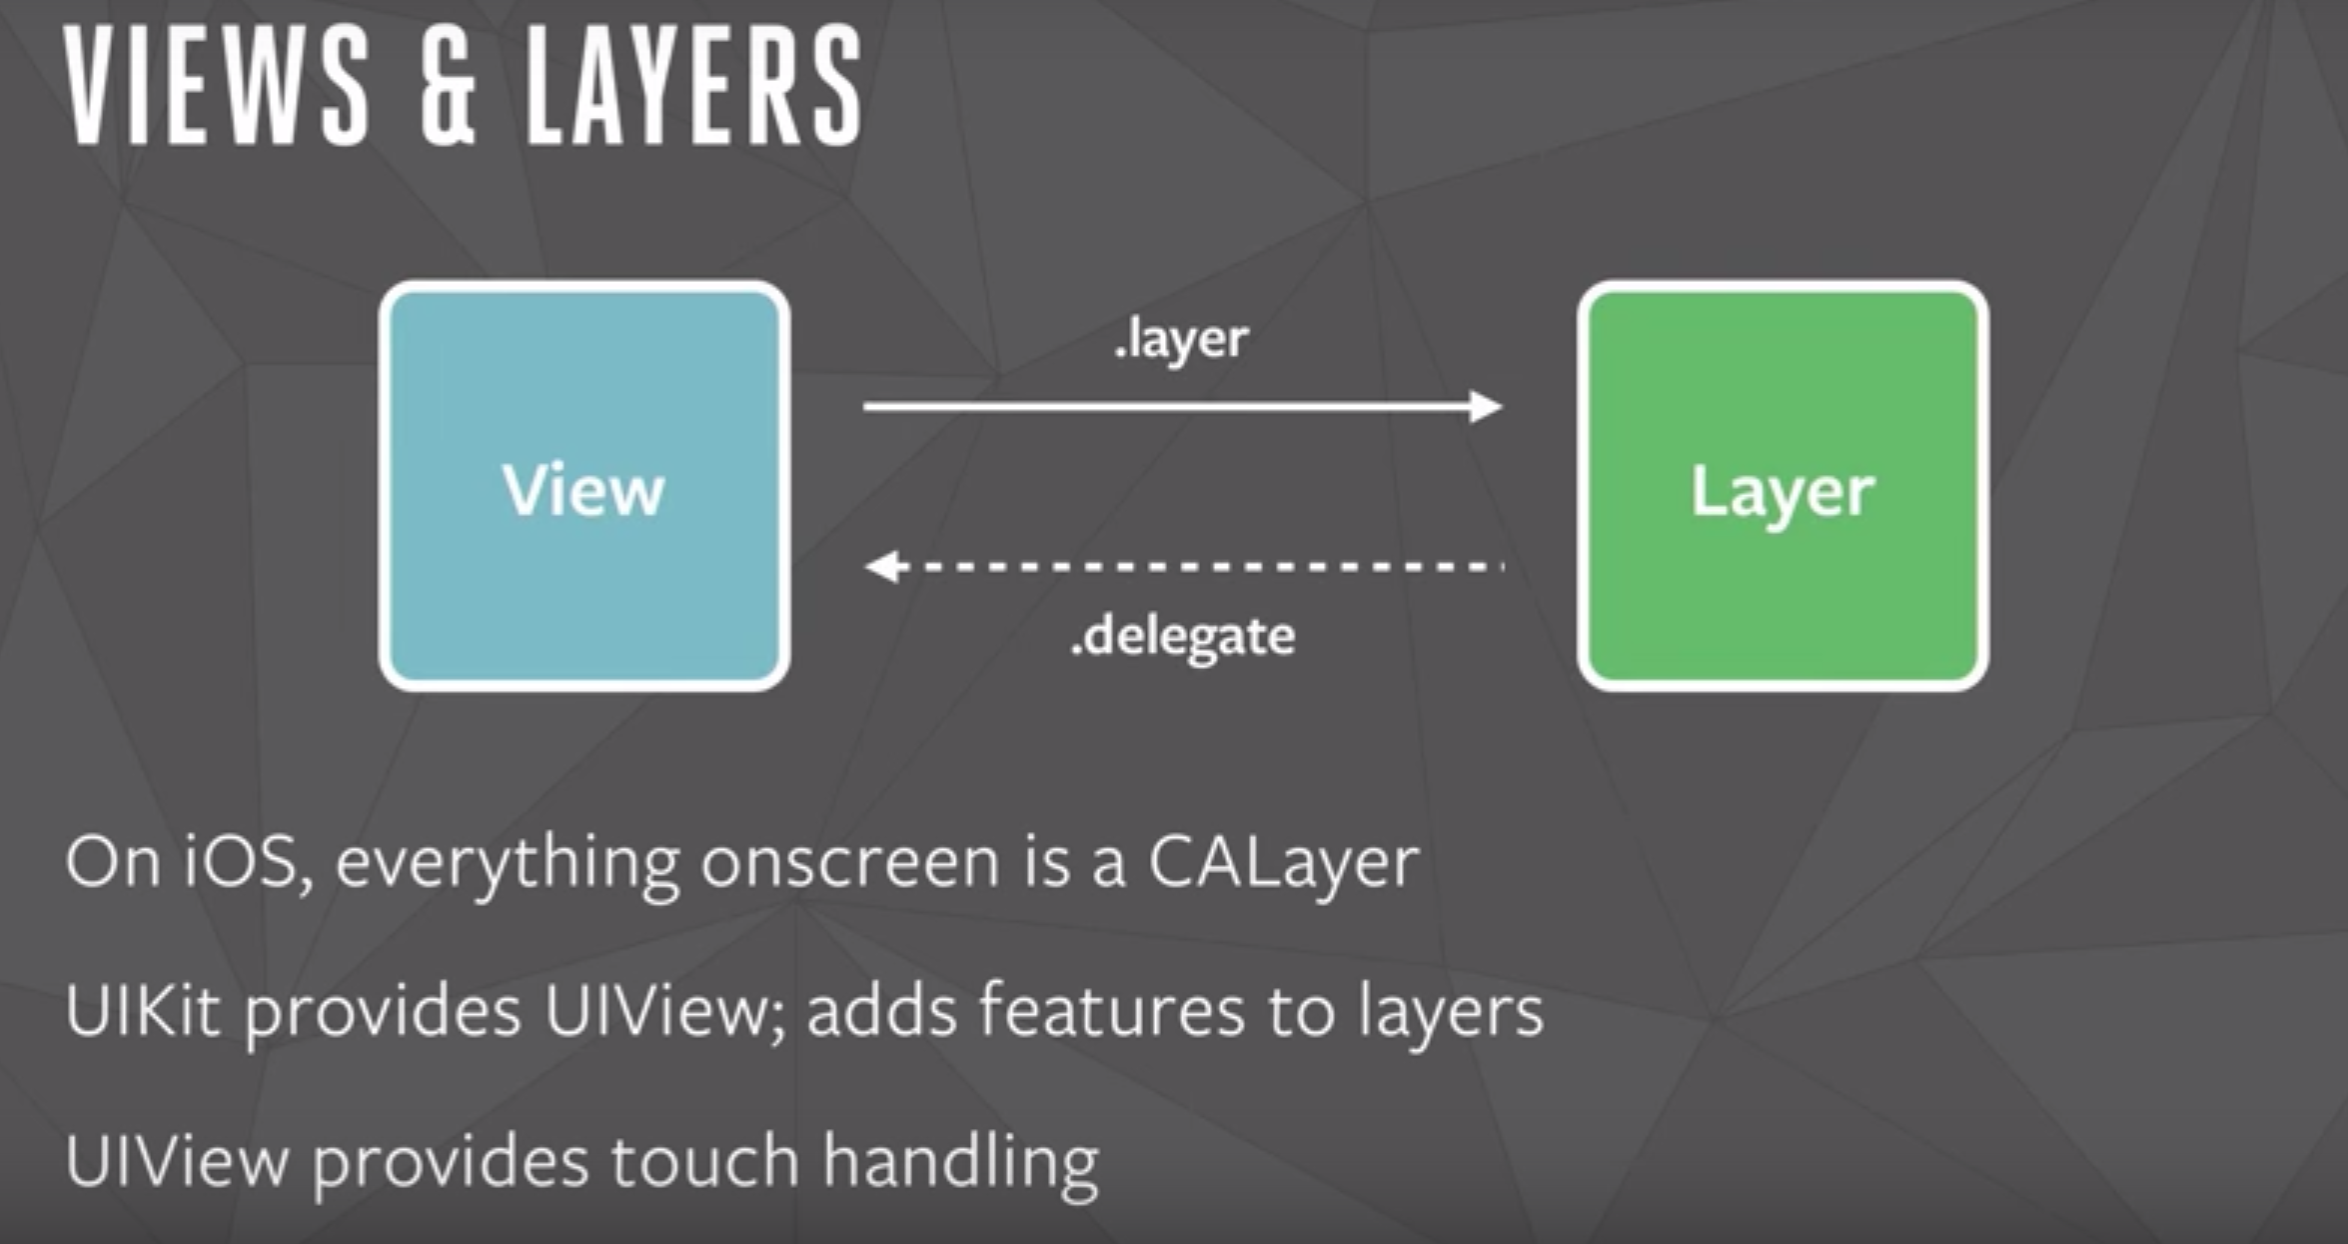 VIEWS & LAYERS
.layer
View
Layer
.delegate
On iOS, everything onscreen is a CALayer
UIKit provides UIView; adds features to layers
UIView provides touch handling